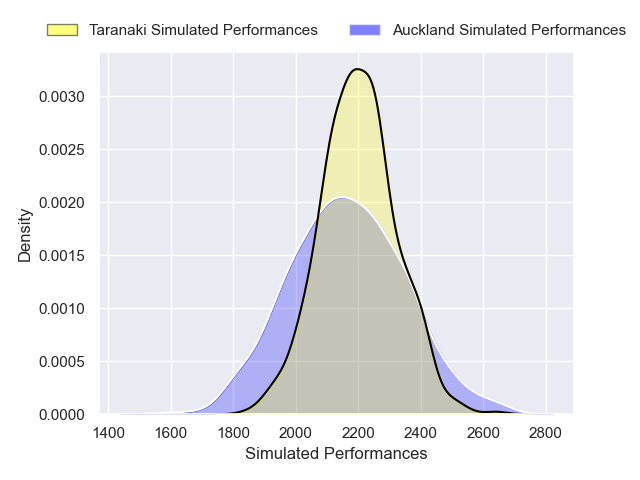 Taranaki Simulated Performances
Auckland Simulated Performances
0.0030
0.0025
0.0020
0.0015
0.0010
0.0005
0.0000
Density
1400 1600 1800 2000 2200 2400 2600 2800
Simulated Performances